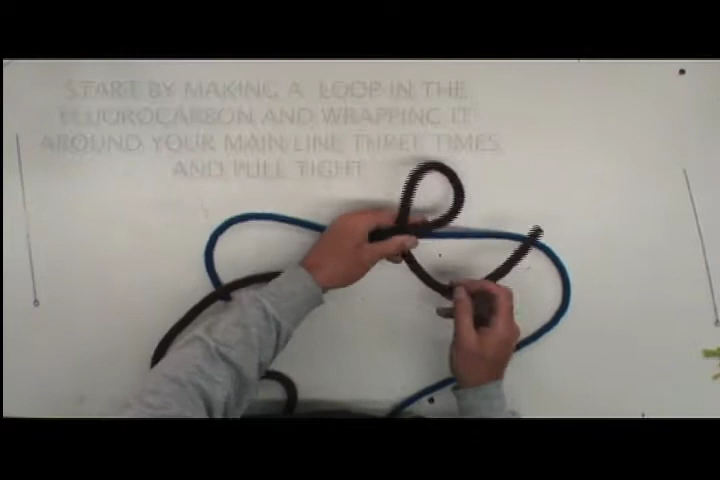 START BY MAKING A LOOP IN THE
FLUOROCARBON AND WRAPPING IT
AROUND YOUR MAIN LINE THREE TIMES
AND PULL TIGHT